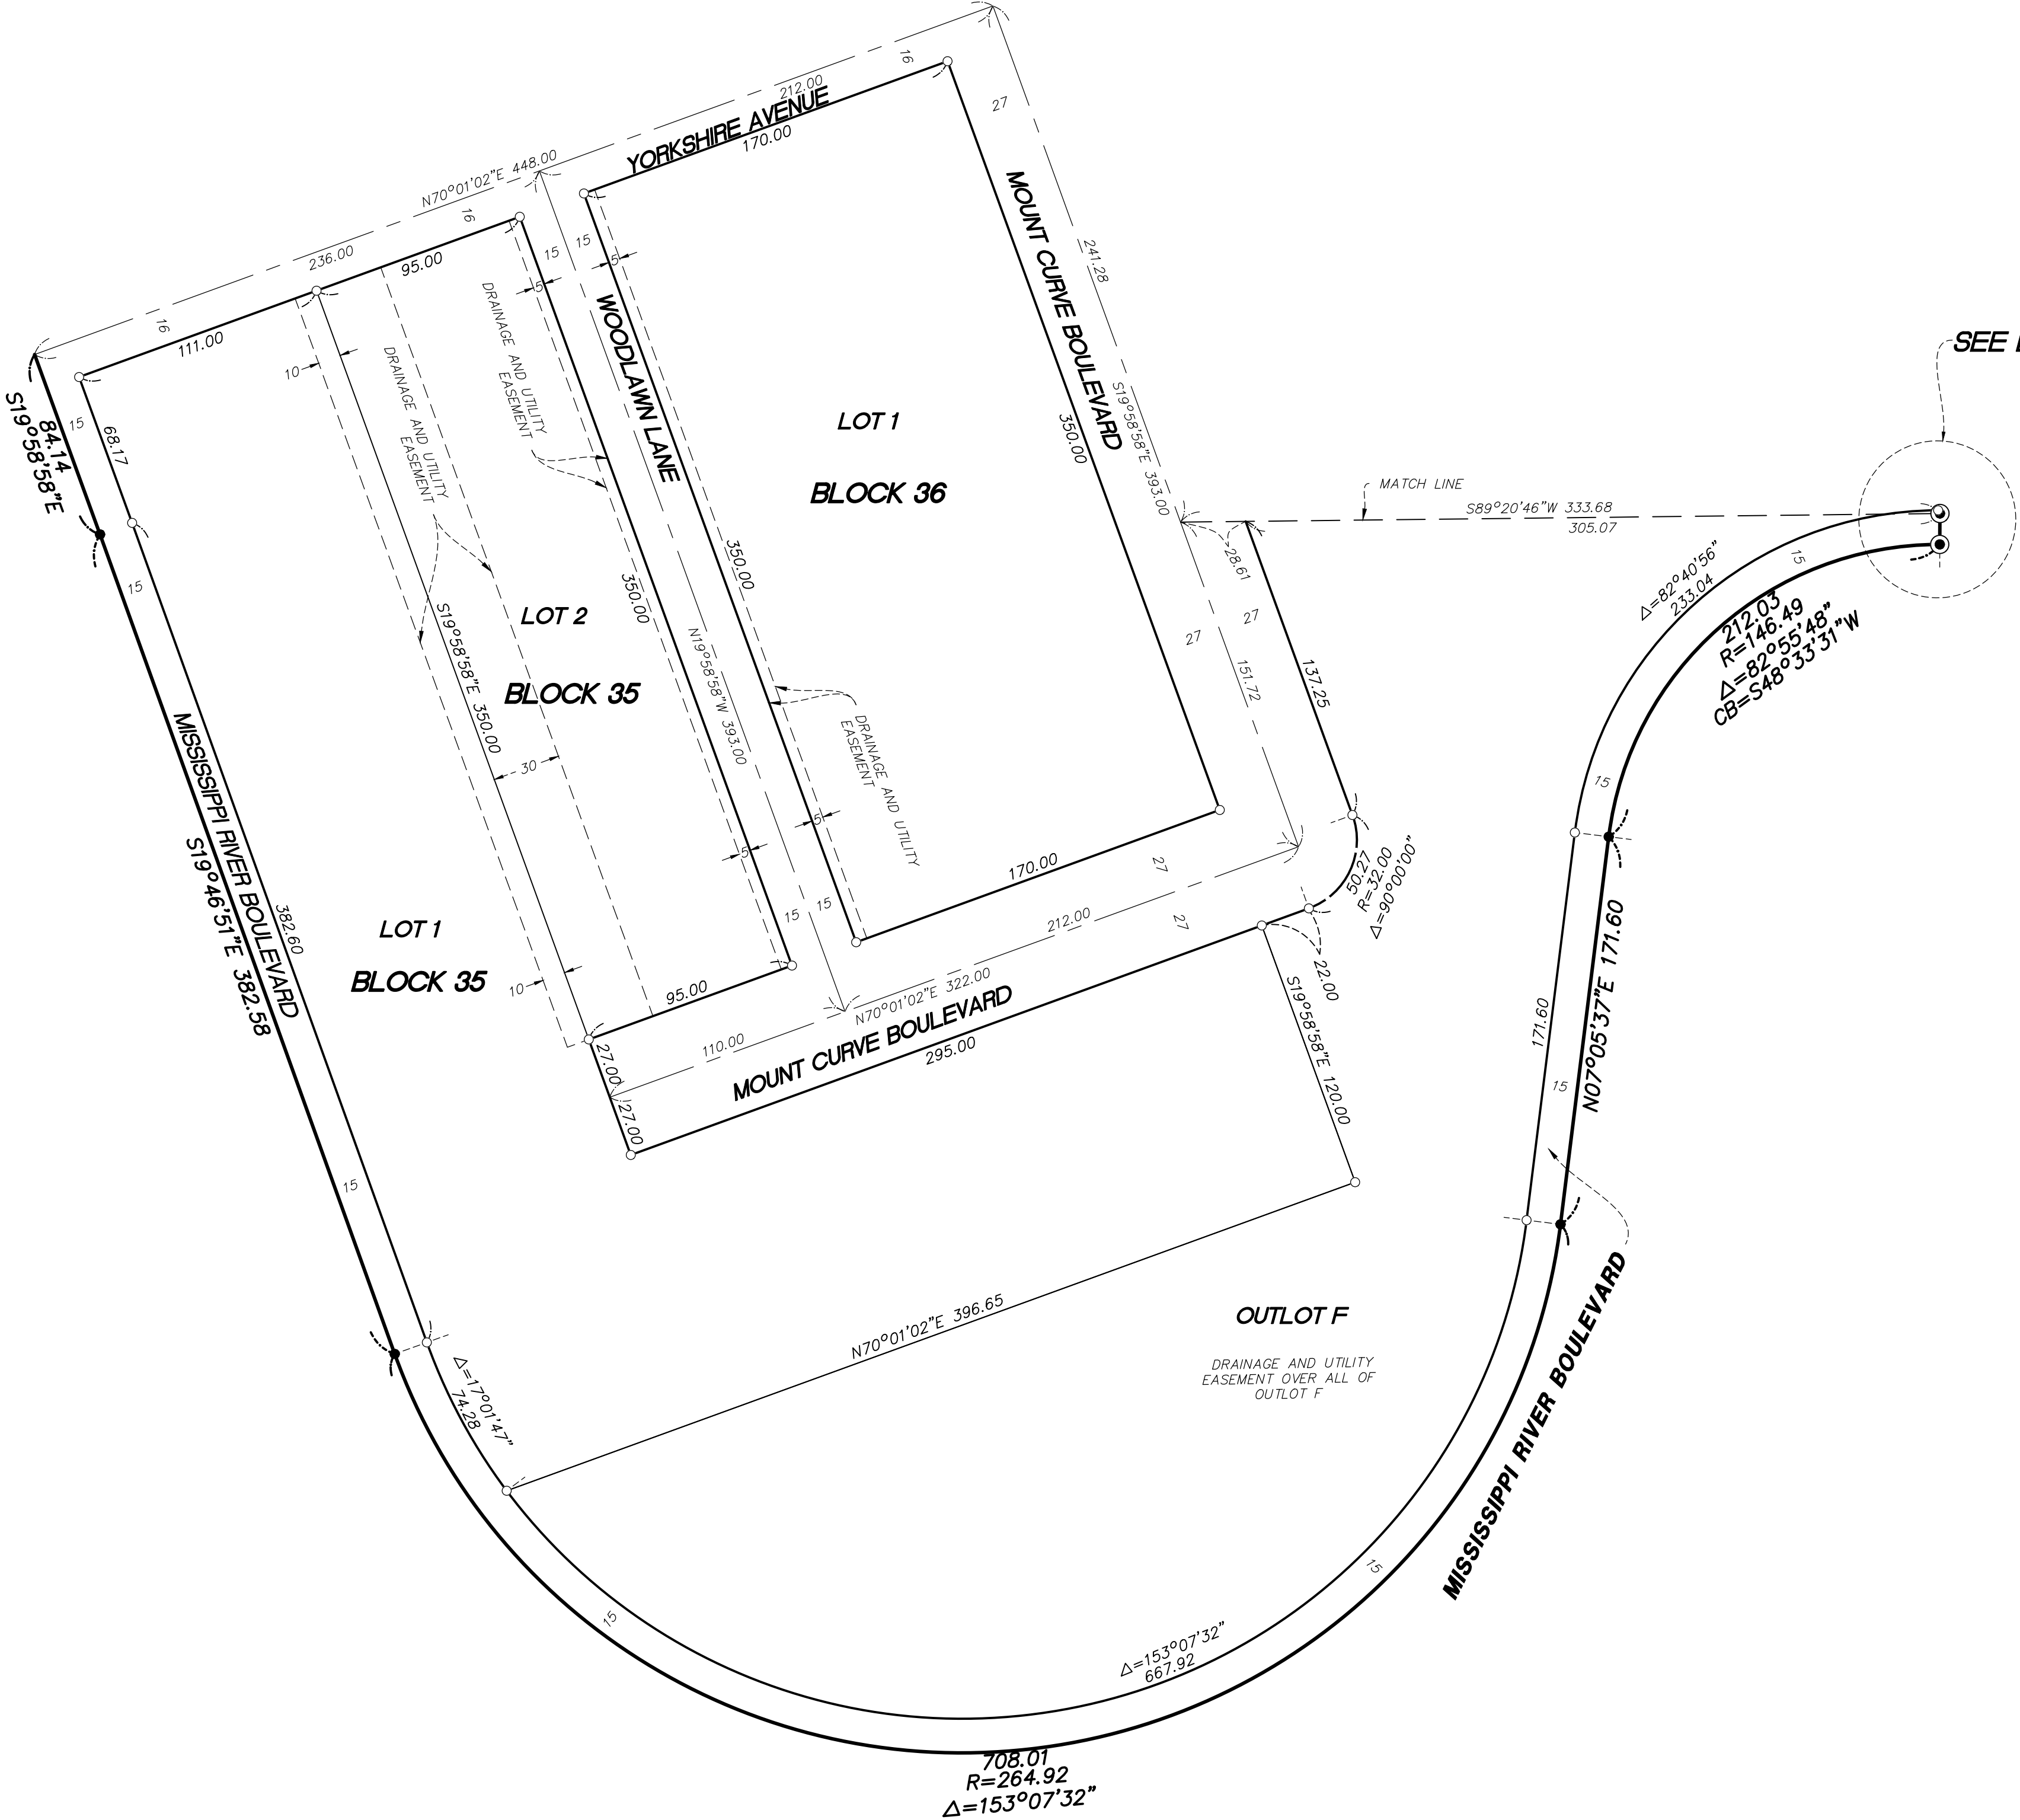 16
212.00
YORKSHIRE AVENUE
170.00
27
N70°01'02"E 448.00
16
236.00
95.00
16
111.00
15
15
5
5
MOUNT CURVE BOULEVARD
241.28
S19°58'58"E 393.00
350.00
WOODLAWN LANE
DRAINAGE AND UTILITY
EASEMENT
DRAINAGE AND UTILITY
EASEMENT
10
84.14
S19°58'58"E
15
68.17
15
LOT 1
BLOCK 36
SEE
MATCH LINE
S89°20'46"W 333.68
305.07
28.61
27
27
151.72
137.25
Δ=82°40'56"
233.04
15
212.03
R=146.49
Δ=82°55'48"
CB=S48°33'31"W
15
350.00
350.00
LOT 2
BLOCK 35
S19°58'58"E 350.00
30
N19°58'58"W 393.00
DRAINAGE AND UTILITY
EASEMENT
5
5
MISSISSIPPI RIVER BOULEVARD
S19°46'51"E 382.58
382.60
LOT 1
BLOCK 35
10
15
15
170.00
27
212.00
27
50.27
R=32.00
Δ=90°00'00"
22.00
95.00
N70°01'02"E 322.00
110.00
MOUNT CURVE BOULEVARD
295.00
27.00
27.00
S19°58'58"E 120.00
171.60
15
N07°05'37"E 171.60
15
Δ=17°01'47"
74.28
N70°01'02"E 396.65
OUTLOT F
DRAINAGE AND UTILITY
EASEMENT OVER ALL OF
OUTLOT F
MISSISSIPPI RIVER BOULEVARD
15
15
Δ=153°07'32"
667.92
708.01
R=264.92
Δ=153°07'32"